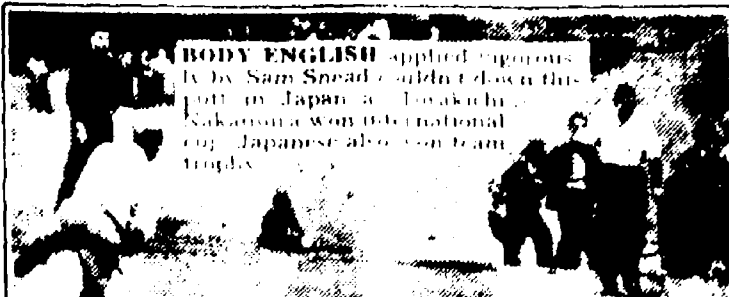 BODY ENGLISH applied vigorous-
ly by Sam Snead couldn't down this
putt in Japan as Torakichi
Nakamura won international
cup. Japanese also won team
trophy.